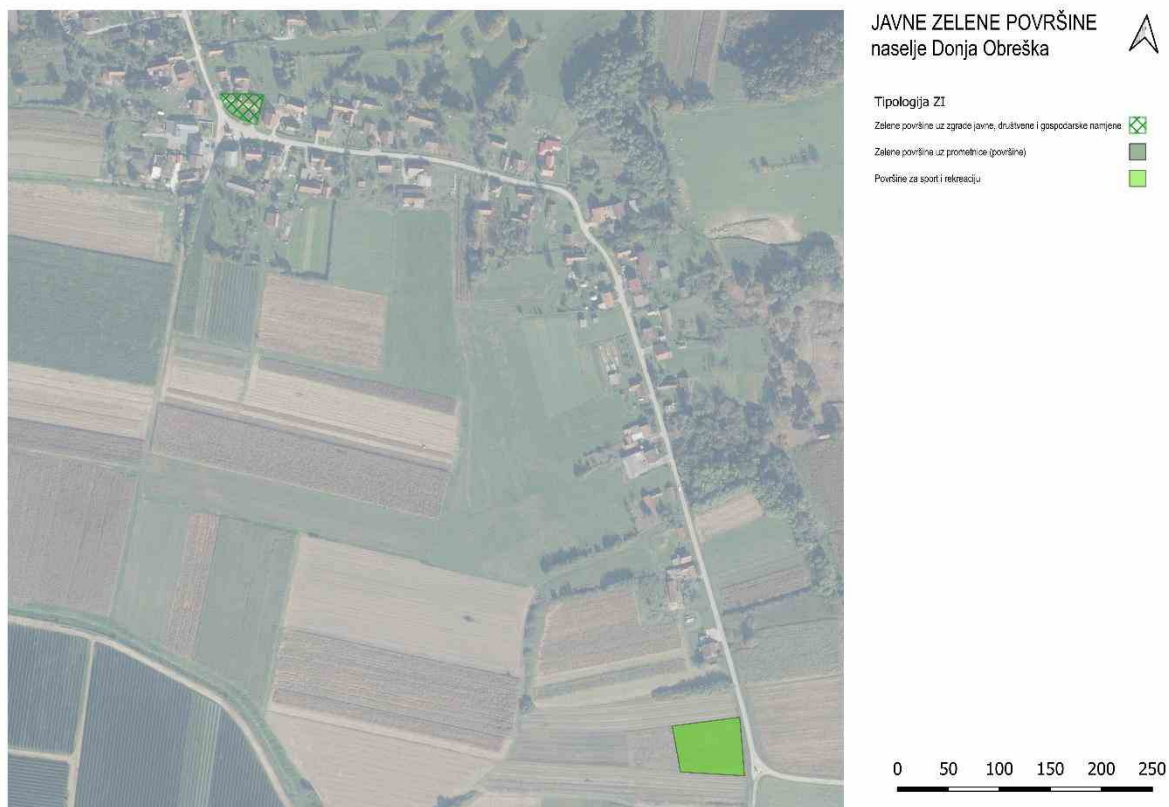 JAVNE ZELENE POVRŠINE
naselje Donja Obreška
Tipologija ZI
Zelene površine uz zgrade javne, društvene i gospodarske namjene
Zelene površine uz prometnice (površine)
Površine za sport i rekreaciju
0 50 100 150 200 250